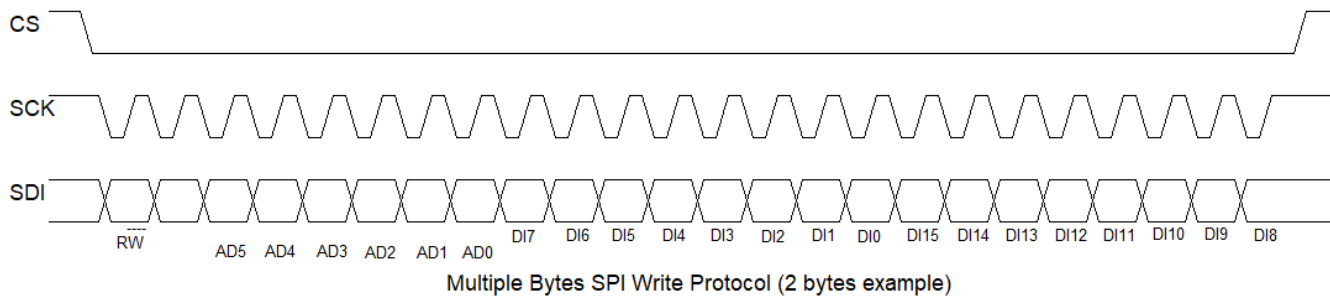 CS
SCK
SDI
RW AD5 AD4 AD3 AD2 AD1 AD0 DI7 DI6 DI5 DI4 DI3 DI2 DI1 DI0 DI15 DI14 DI13 DI12 DI11 DI10 DI9 DI8
Multiple Bytes SPI Write Protocol (2 bytes example)